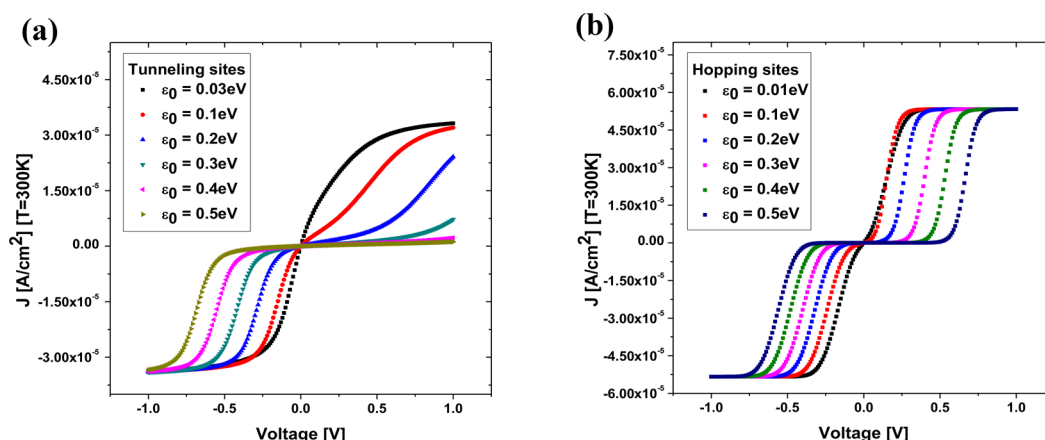 (a)
J [A/cm²] [T=300K]
4.50x10⁻⁵
3.00x10⁻⁵
1.50x10⁻⁵
0.00
-1.50x10⁻⁵
-3.00x10⁻⁵
Tunneling sites
ε₀ = 0.03eV
ε₀ = 0.1eV
ε₀ = 0.2eV
ε₀ = 0.3eV
ε₀ = 0.4eV
ε₀ = 0.5eV
-1.0 -0.5 0.0 0.5 1.0
Voltage [V]
(b)
J [A/cm²] [T=300K]
7.50x10⁻⁵
6.00x10⁻⁵
4.50x10⁻⁵
3.00x10⁻⁵
1.50x10⁻⁵
0.00
-1.50x10⁻⁵
-3.00x10⁻⁵
-4.50x10⁻⁵
-6.00x10⁻⁵
Hopping sites
ε₀ = 0.01eV
ε₀ = 0.1eV
ε₀ = 0.2eV
ε₀ = 0.3eV
ε₀ = 0.4eV
ε₀ = 0.5eV
-1.0 -0.5 0.0 0.5 1.0
Voltage [V]